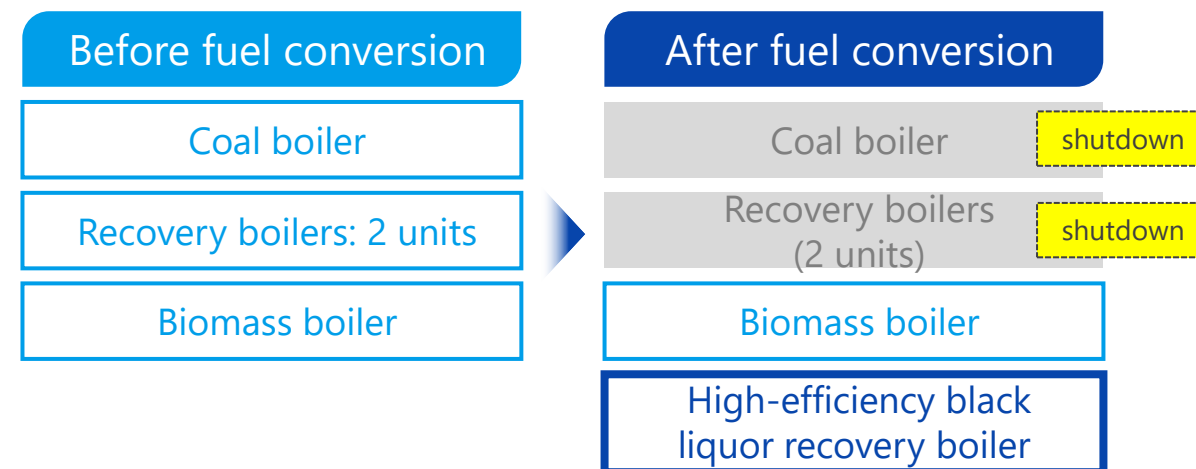 Before fuel conversion
Coal boiler
Recovery boilers: 2 units
Biomass boiler
After fuel conversion
Coal boiler
shutdown
Recovery boilers
(2 units)
shutdown
Biomass boiler
High-efficiency black
liquor recovery boiler